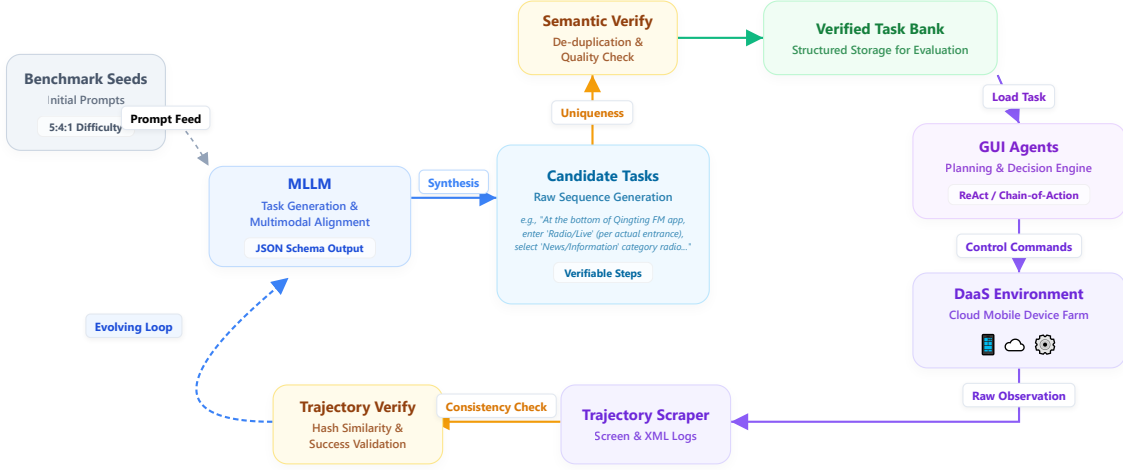 Benchmark Seeds
Initial Prompts
5:4:1 Difficulty
Prompt Feed
MLLM
Task Generation &
Multimodal Alignment
JSON Schema Output
Synthesis
Candidate Tasks
Raw Sequence Generation
e.g., "At the bottom of Qingting FM app,
enter 'Radio/Live' (per actual entrance),
select 'News/Information' category radio..."
Verifiable Steps
Uniqueness
Semantic Verify
De-duplication &
Quality Check
Verified Task Bank
Structured Storage for Evaluation
Load Task
GUI Agents
Planning & Decision Engine
ReAct / Chain-of-Action
Control Commands
DaaS Environment
Cloud Mobile Device Farm
Raw Observation
Trajectory Scraper
Screen & XML Logs
Consistency Check
Trajectory Verify
Hash Similarity &
Success Validation
Evolving Loop